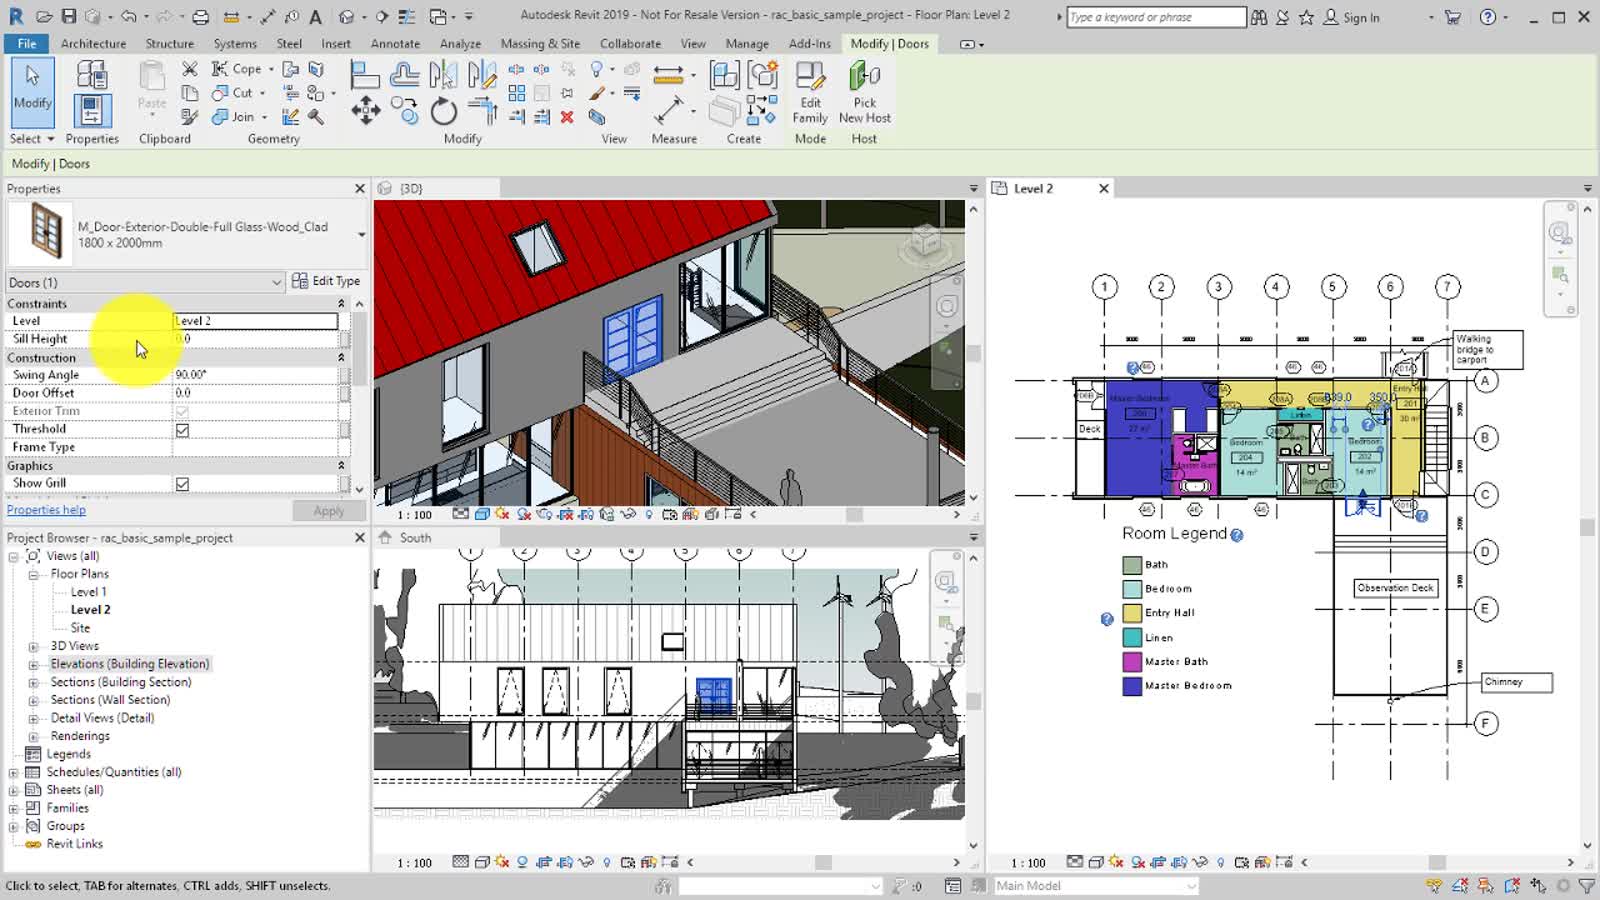 Autodesk Revit 2019 - Not For Resale Version - rac_basic_sample_project - Floor Plan: Level 2
Type a keyword or phrase
Sign In
File Architecture Structure Systems Steel Insert Annotate Analyze Massing & Site Collaborate View Manage Add-Ins Modify | Doors
Cope
Cut
Join
Modify
Paste
Edit Family
Pick New Host
Select Properties Clipboard Geometry Modify View Measure Create Mode Host
Modify | Doors
Properties
M_Door-Exterior-Double-Full Glass-Wood_Clad
1800 x 2000mm
Doors (1)
Edit Type
Constraints
Level Level 2
Sill Height 0.0
Construction
Swing Angle 90.00°
Door Offset 0.0
Exterior Trim
Threshold
Frame Type
Graphics
Show Grill
Properties help
Apply
Project Browser - rac_basic_sample_project
Views (all)
Floor Plans
Level 1
Level 2
Site
3D Views
Elevations (Building Elevation)
Sections (Building Section)
Sections (Wall Section)
Detail Views (Detail)
Renderings
Legends
Schedules/Quantities (all)
Sheets (all)
Families
Groups
Revit Links
{3D}
1 : 100
South
1 : 100
Level 2
1 2 3 4 5 6 7
Walking
bridge to
carport
A
B
C
D
E
F
Deck
Master Bedroom
Master Bath
Bedroom
204
14 m²
Linen
Bath
Bedroom
202
14 m²
Entry Hall
201
30 m²
Room Legend
Bath
Bedroom
Entry Hall
Linen
Master Bath
Master Bedroom
Observation Deck
Chimney
1 : 100
Click to select, TAB for alternates, CTRL adds, SHIFT unselects.
:0
Main Model